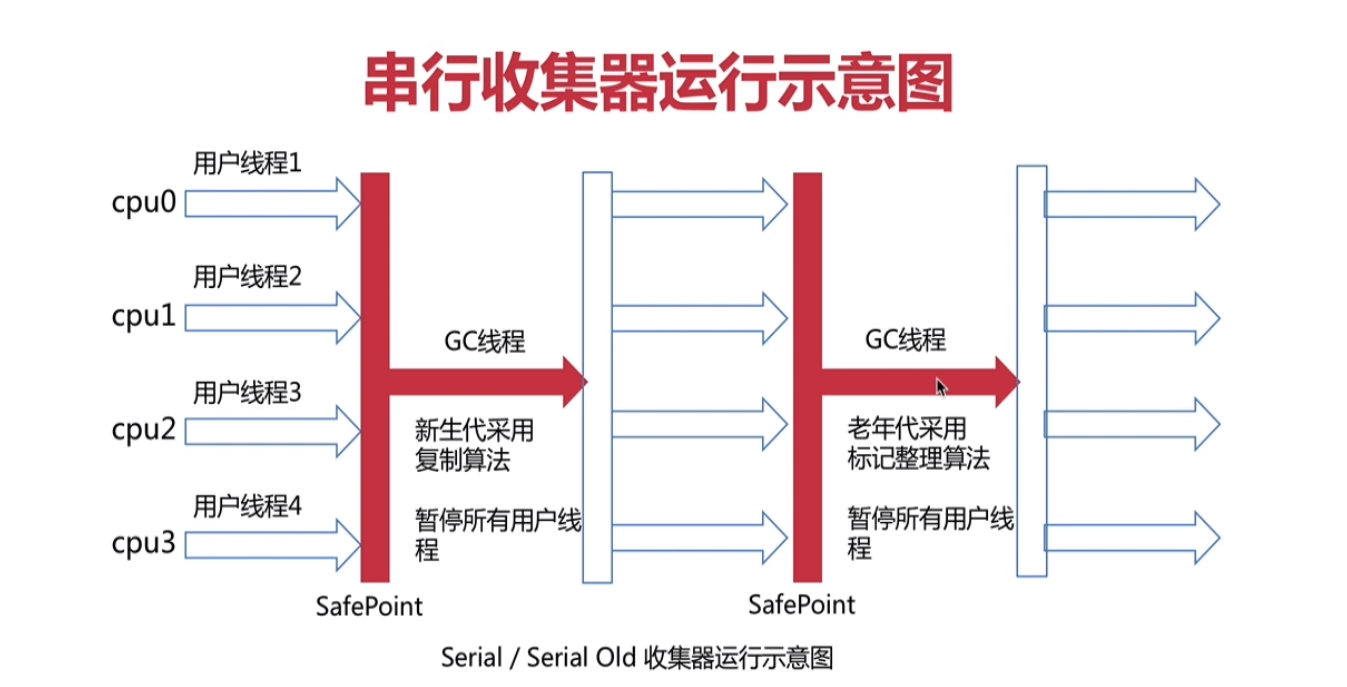 串行收集器运行示意图
用户线程1
cpu0
用户线程2
cpu1
GC线程
GC线程
用户线程3
cpu2
新生代采用
复制算法
老年代采用
标记整理算法
用户线程4
cpu3
暂停所有用户线
程
暂停所有用户线
程
SafePoint
SafePoint
Serial / Serial Old 收集器运行示意图